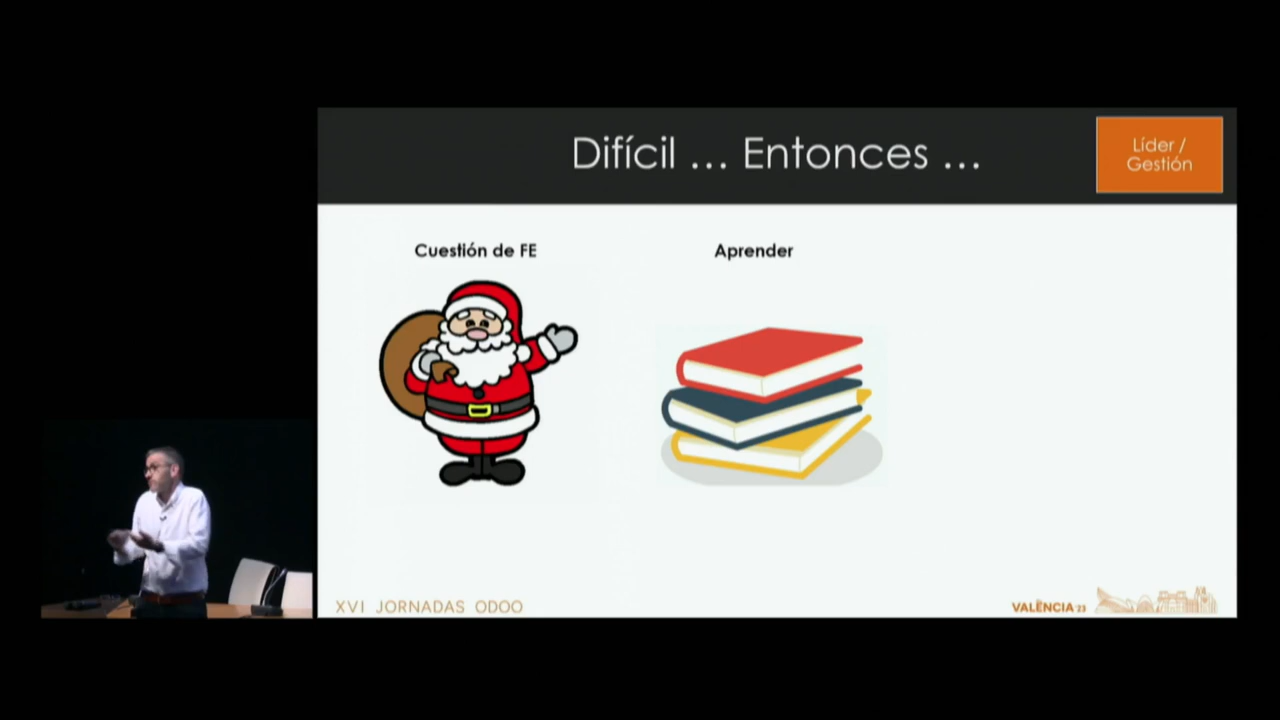 Difícil ... Entonces ...
Líder /
Gestión
Cuestión de FE
Aprender
XVI JORNADAS ODOO
VALÈNCIA 23